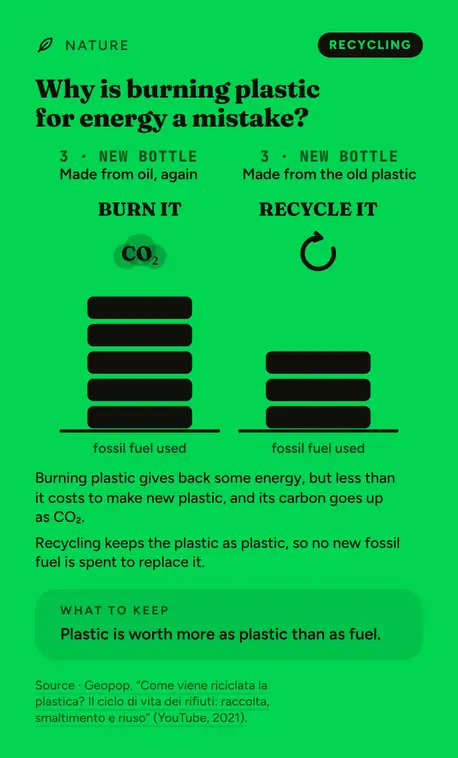 NATURE
RECYCLING
Why is burning plastic
for energy a mistake?
3 · NEW BOTTLE
Made from oil, again
3 · NEW BOTTLE
Made from the old plastic
BURN IT
RECYCLE IT
CO₂
fossil fuel used
fossil fuel used
Burning plastic gives back some energy, but less than
it costs to make new plastic, and its carbon goes up
as CO₂.
Recycling keeps the plastic as plastic, so no new fossil
fuel is spent to replace it.
WHAT TO KEEP
Plastic is worth more as plastic than as fuel.
Source · Geopop, “Come viene riciclata la
plastica? Il ciclo di vita dei rifiuti: raccolta,
smaltimento e riuso” (YouTube, 2021).